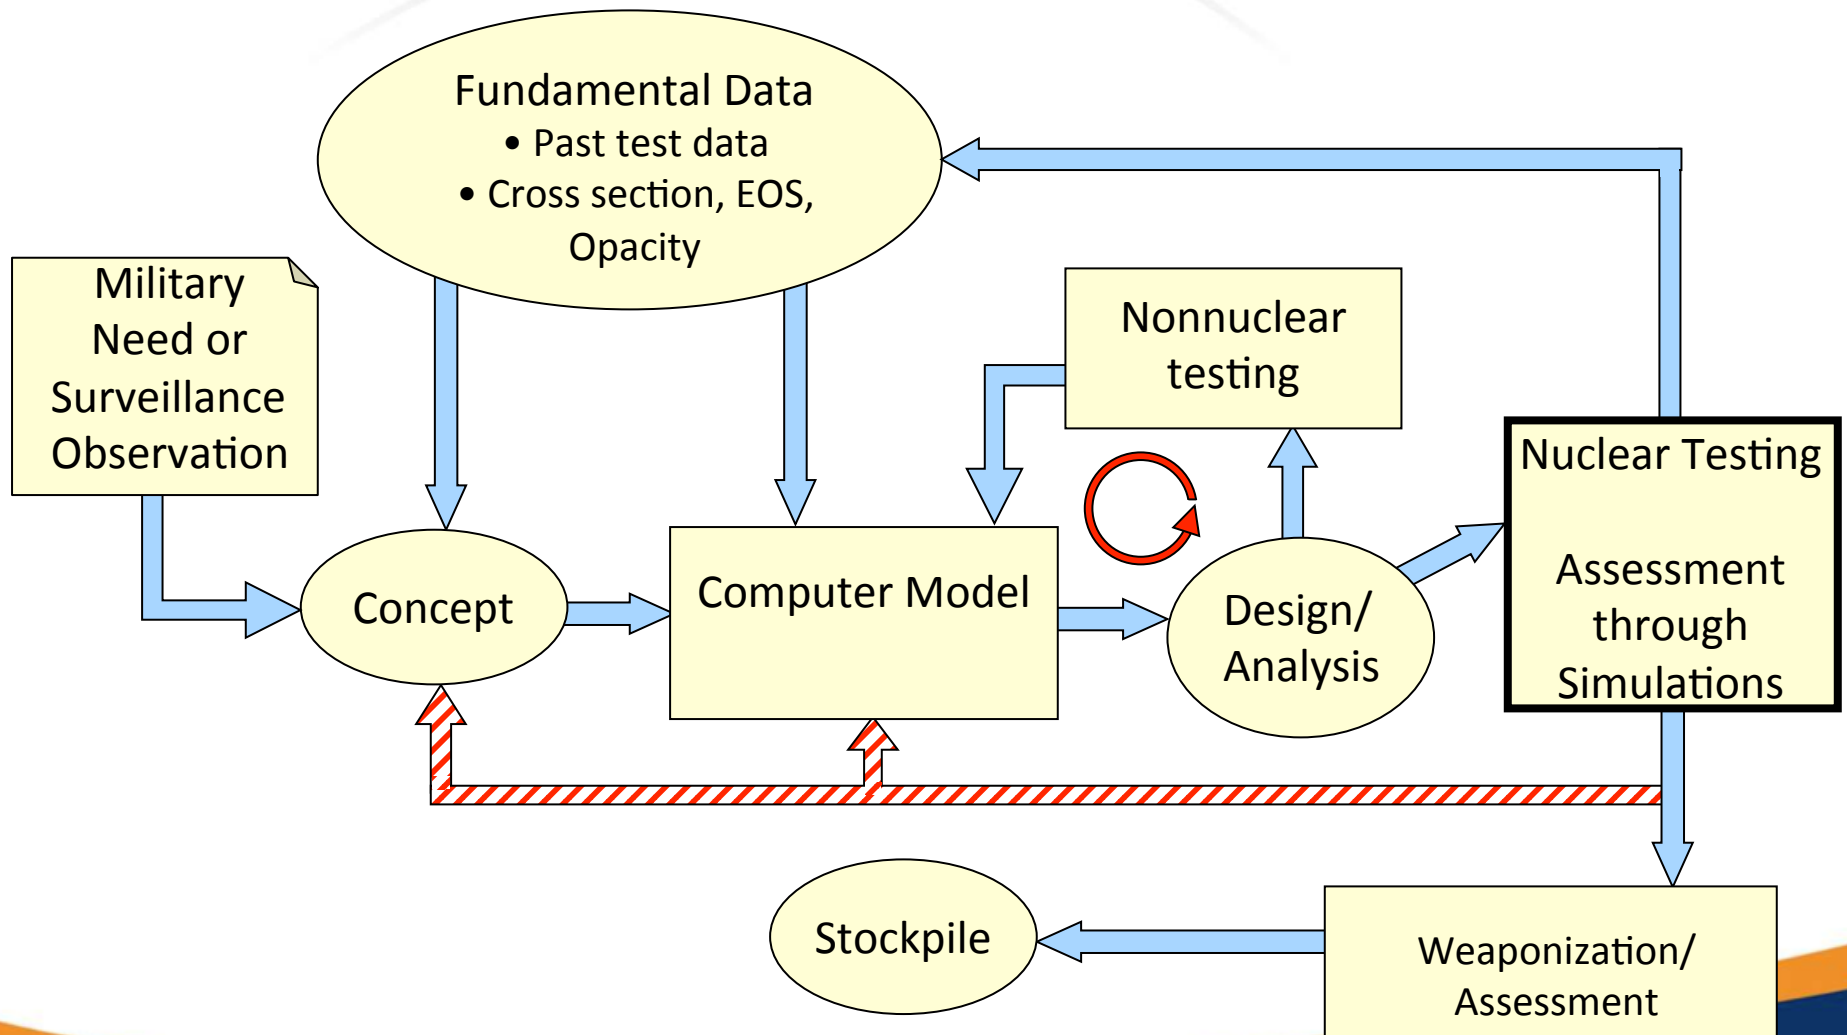 Fundamental Data
• Past test data
• Cross section, EOS,
Opacity
Military
Need or
Surveillance
Observation
Nonnuclear
testing
Nuclear Testing
Assessment
through
Simulations
Concept
Computer Model
Design/
Analysis
Stockpile
Weaponization/
Assessment